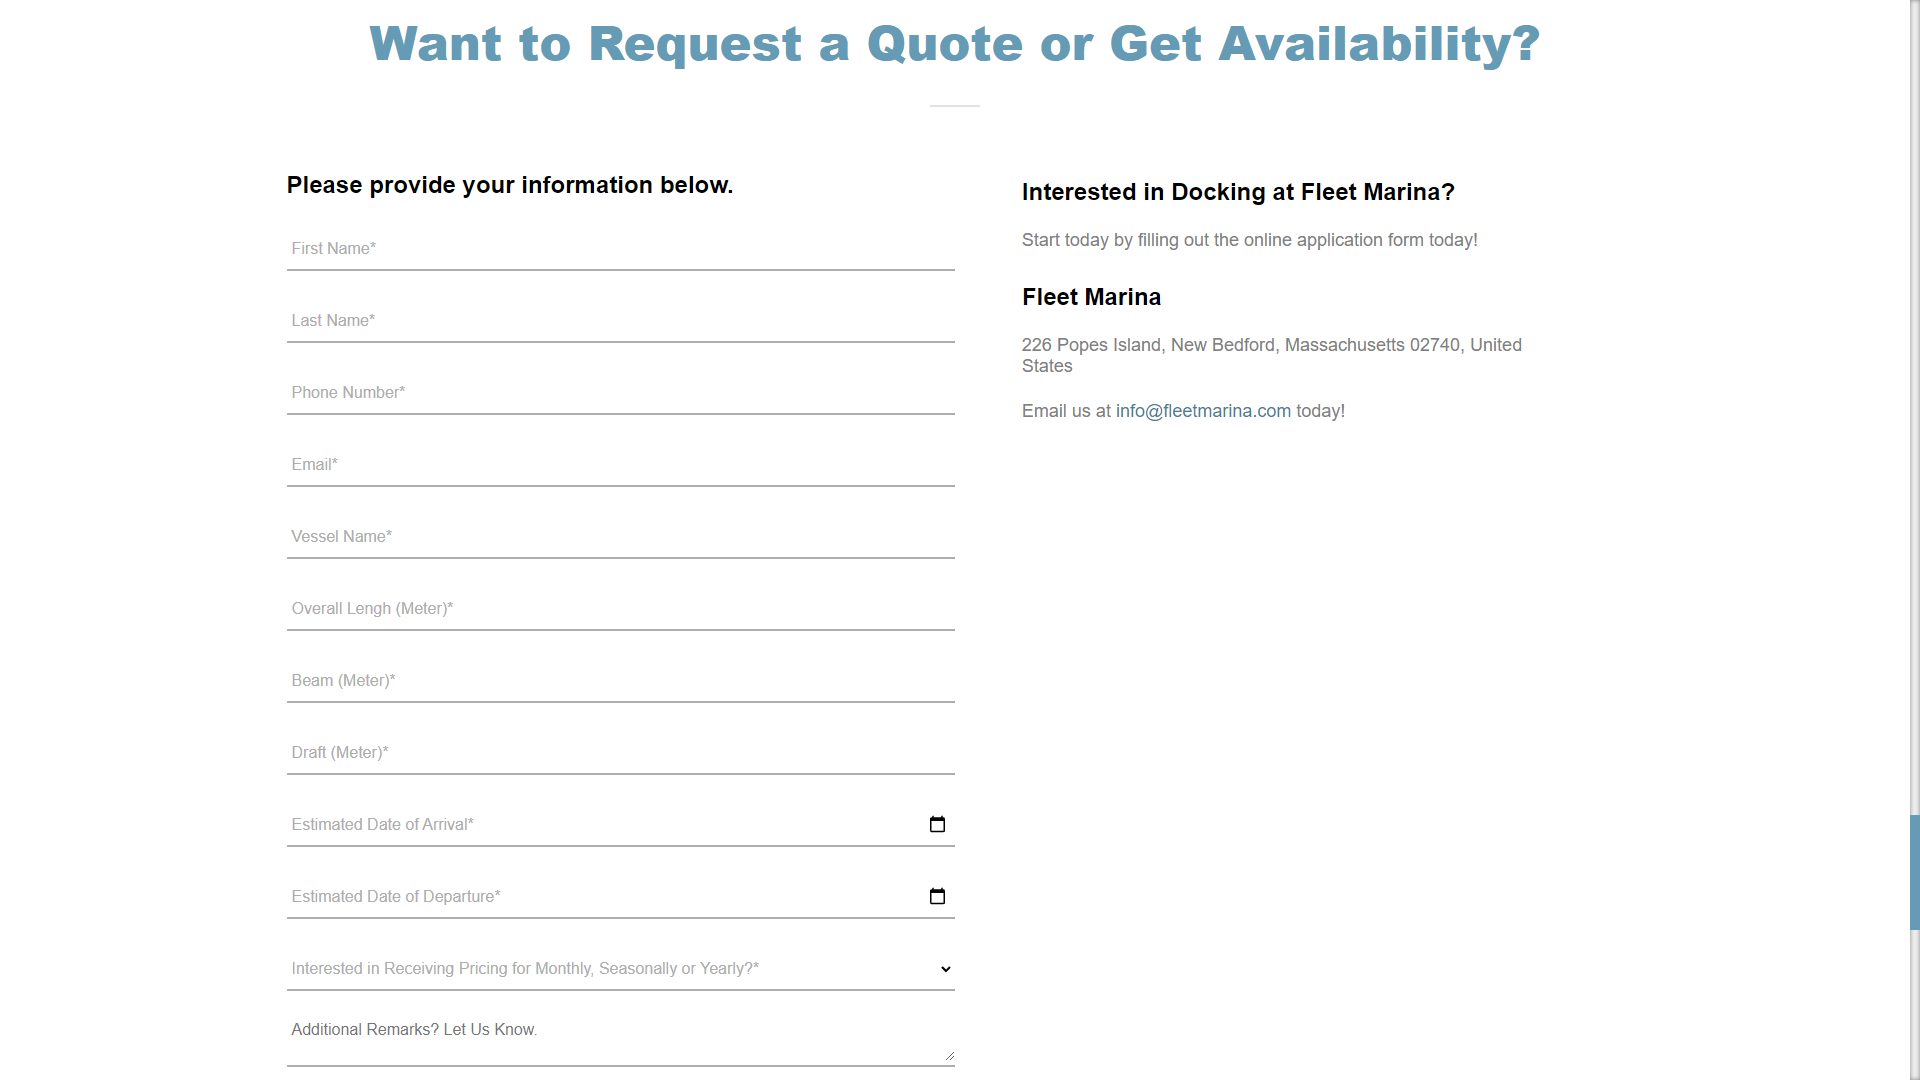 Want to Request a Quote or Get Availability?
Please provide your information below.
First Name*
Last Name*
Phone Number*
Email*
Vessel Name*
Overall Lengh (Meter)*
Beam (Meter)*
Draft (Meter)*
Estimated Date of Arrival*
Estimated Date of Departure*
Interested in Receiving Pricing for Monthly, Seasonally or Yearly?*
Additional Remarks? Let Us Know.
Interested in Docking at Fleet Marina?
Start today by filling out the online application form today!
Fleet Marina
226 Popes Island, New Bedford, Massachusetts 02740, United
States
Email us at info@fleetmarina.com today!